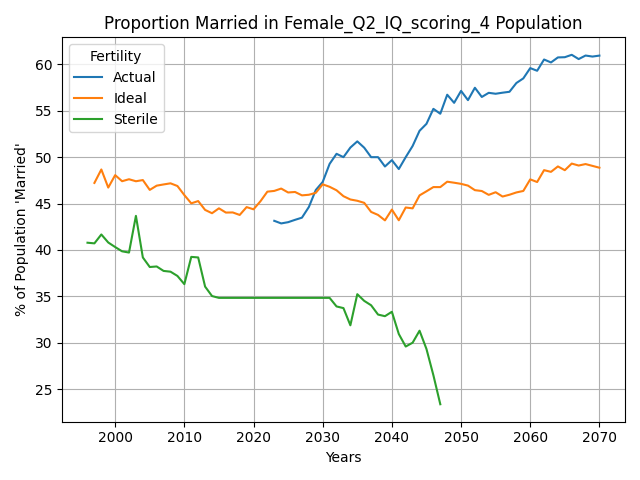 Proportion Married in Female_Q2_IQ_scoring_4 Population
Fertility
Actual
Ideal
Sterile
% of Population 'Married'
60
55
50
45
40
35
30
25
2000
2010
2020
2030
2040
2050
2060
2070
Years